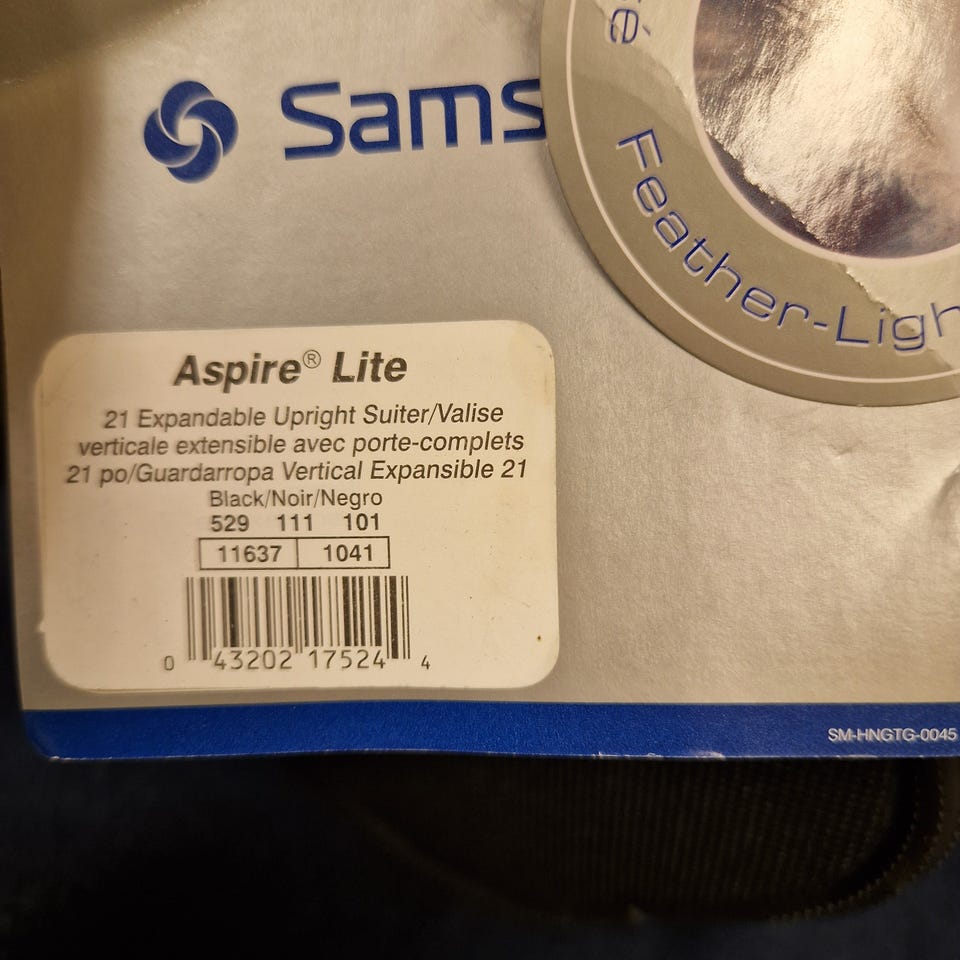 Sams
é
Feather-Ligh
Aspire® Lite
21 Expandable Upright Suiter/Valise
verticale extensible avec porte-complets
21 po/Guardarropa Vertical Expansible 21
Black/Noir/Negro
529 111 101
11637 1041
0 43202 17524 4
SM-HNGTG-0045